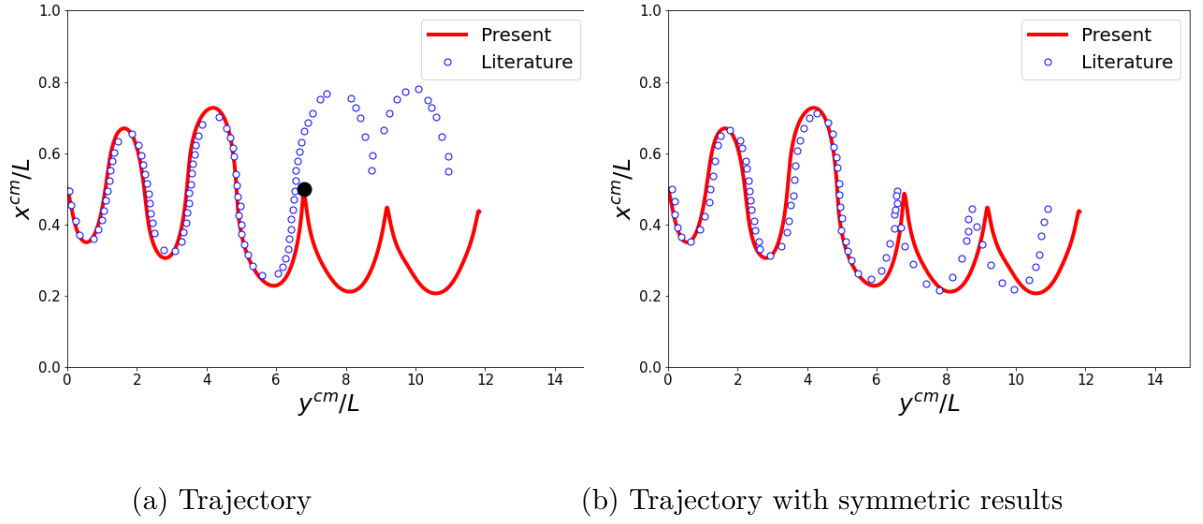 1.0
0.8
0.6
0.4
0.2
0.0
x^{cm}/L
0 2 4 6 8 10 12 14
y^{cm}/L
Present
Literature
1.0
0.8
0.6
0.4
0.2
0.0
x^{cm}/L
0 2 4 6 8 10 12 14
y^{cm}/L
Present
Literature
(a) Trajectory
(b) Trajectory with symmetric results